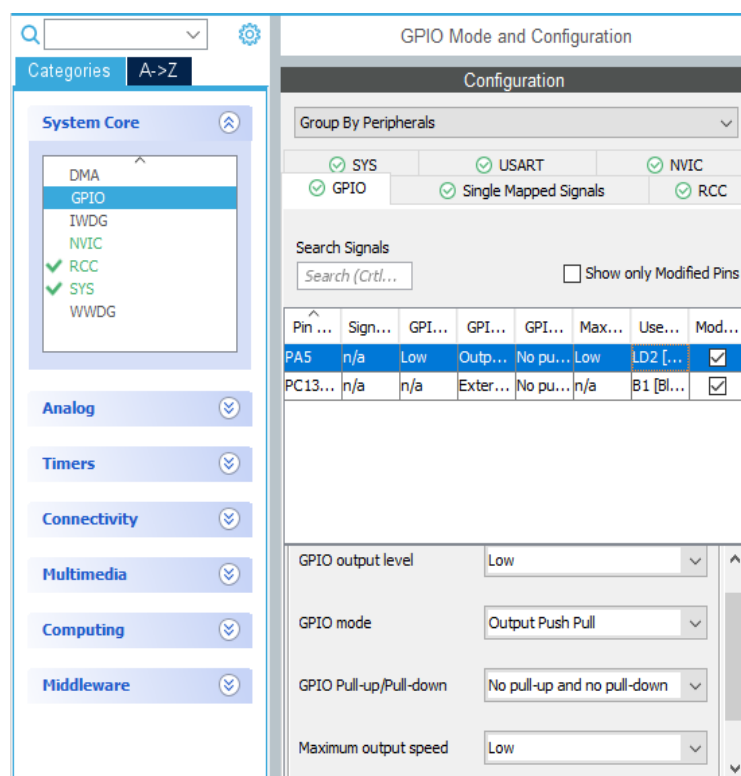 GPIO Mode and Configuration
Categories A->Z
Configuration
System Core
Group By Peripherals
DMA
GPIO
IWDG
NVIC
RCC
SYS
WWDG
SYS USART NVIC
GPIO Single Mapped Signals RCC
Search Signals
Search (Crtl... Show only Modified Pins
Pin ... Sign... GPI... GPI... GPI... Max... Use... Mod...
PA5 n/a Low Outp... No pu... Low LD2 [...
PC13... n/a n/a Exter... No pu... n/a B1 [Bl...
Analog
Timers
Connectivity
Multimedia
Computing
Middleware
GPIO output level Low
GPIO mode Output Push Pull
GPIO Pull-up/Pull-down No pull-up and no pull-down
Maximum output speed Low